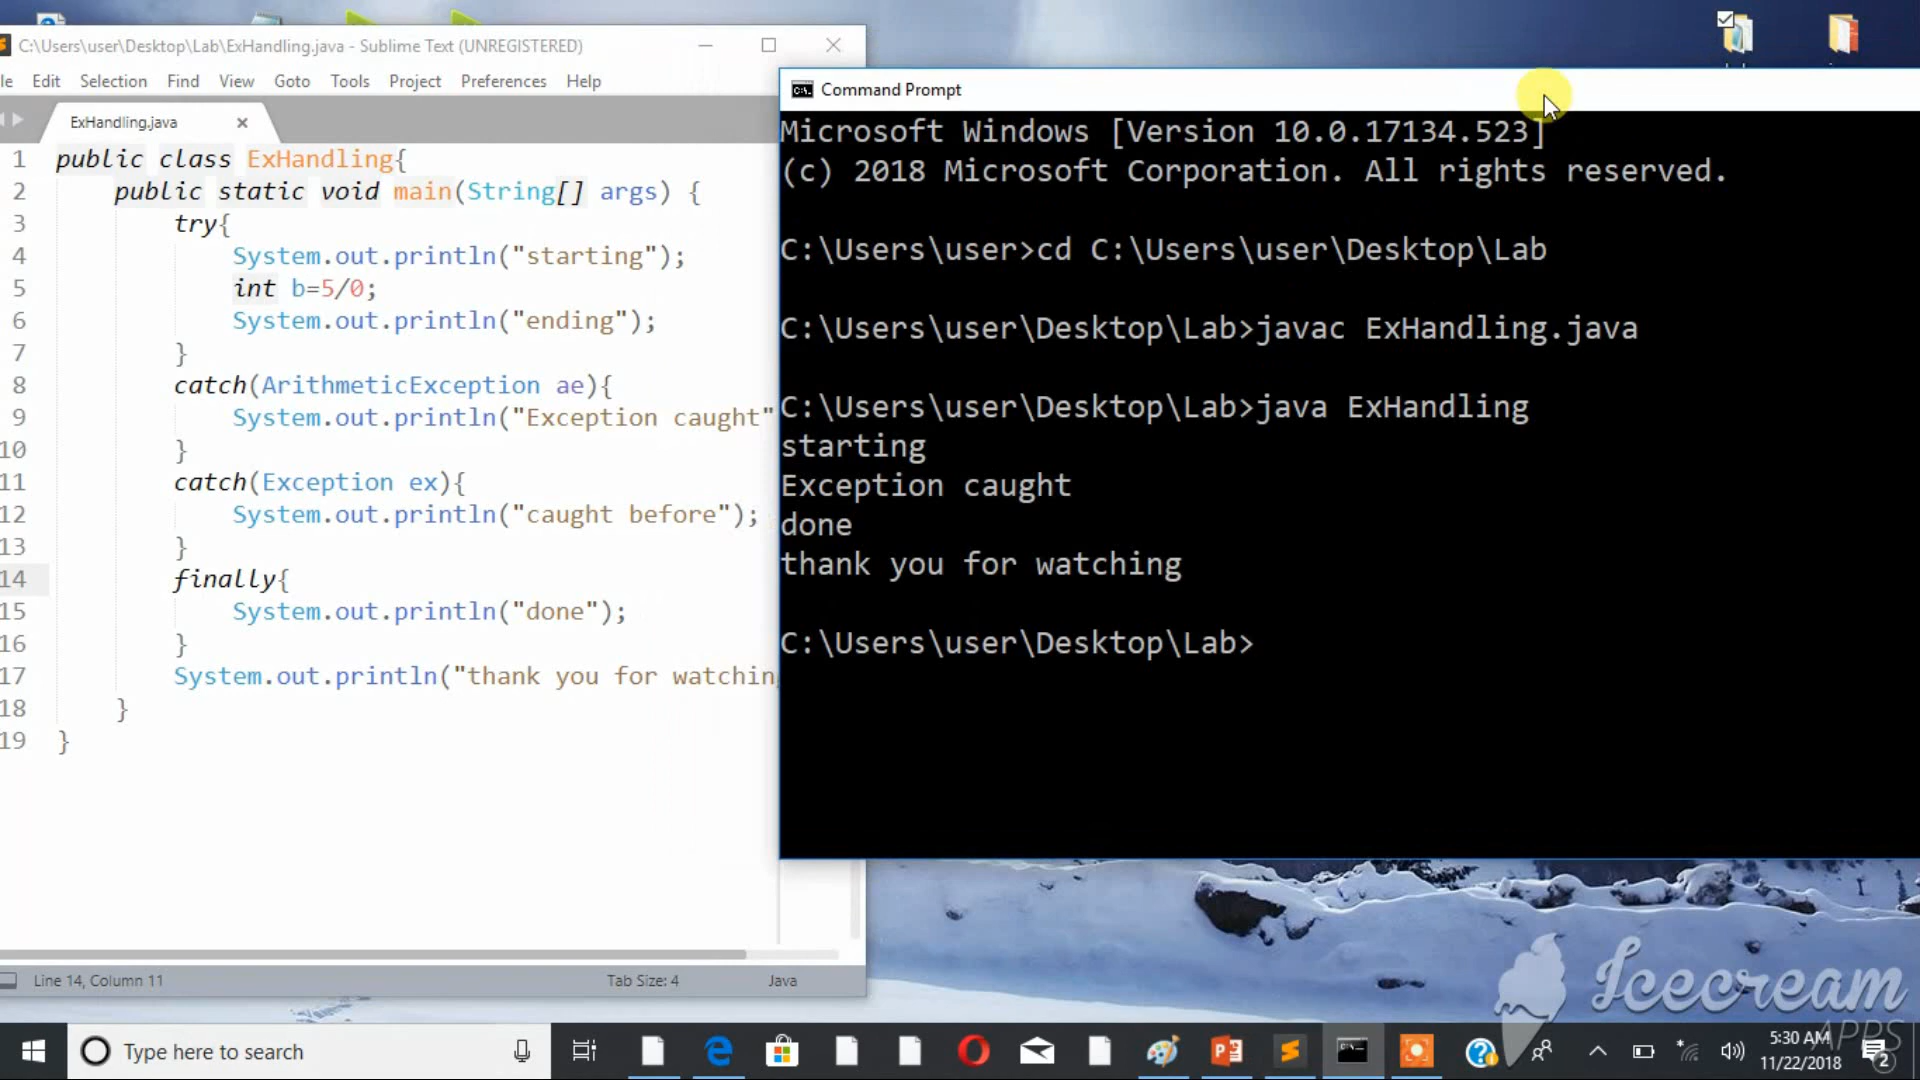 C:\Users\user\Desktop\Lab\ExHandling.java - Sublime Text (UNREGISTERED)
le Edit Selection Find View Goto Tools Project Preferences Help
ExHandling.java
1 public class ExHandling{
2 public static void main(String[] args) {
3 try{
4 System.out.println("starting");
5 int b=5/0;
6 System.out.println("ending");
7 }
8 catch(ArithmeticException ae){
9 System.out.println("Exception caught"
10 }
11 catch(Exception ex){
12 System.out.println("caught before");
13 }
14 finally{
15 System.out.println("done");
16 }
17 System.out.println("thank you for watchin
18 }
19 }
Line 14, Column 11 Tab Size: 4 Java
Command Prompt
Microsoft Windows [Version 10.0.17134.523]
(c) 2018 Microsoft Corporation. All rights reserved.
C:\Users\user>cd C:\Users\user\Desktop\Lab
C:\Users\user\Desktop\Lab>javac ExHandling.java
C:\Users\user\Desktop\Lab>java ExHandling
starting
Exception caught
done
thank you for watching
C:\Users\user\Desktop\Lab>
Icecream
APPS
Type here to search
5:30 AM
11/22/2018
2